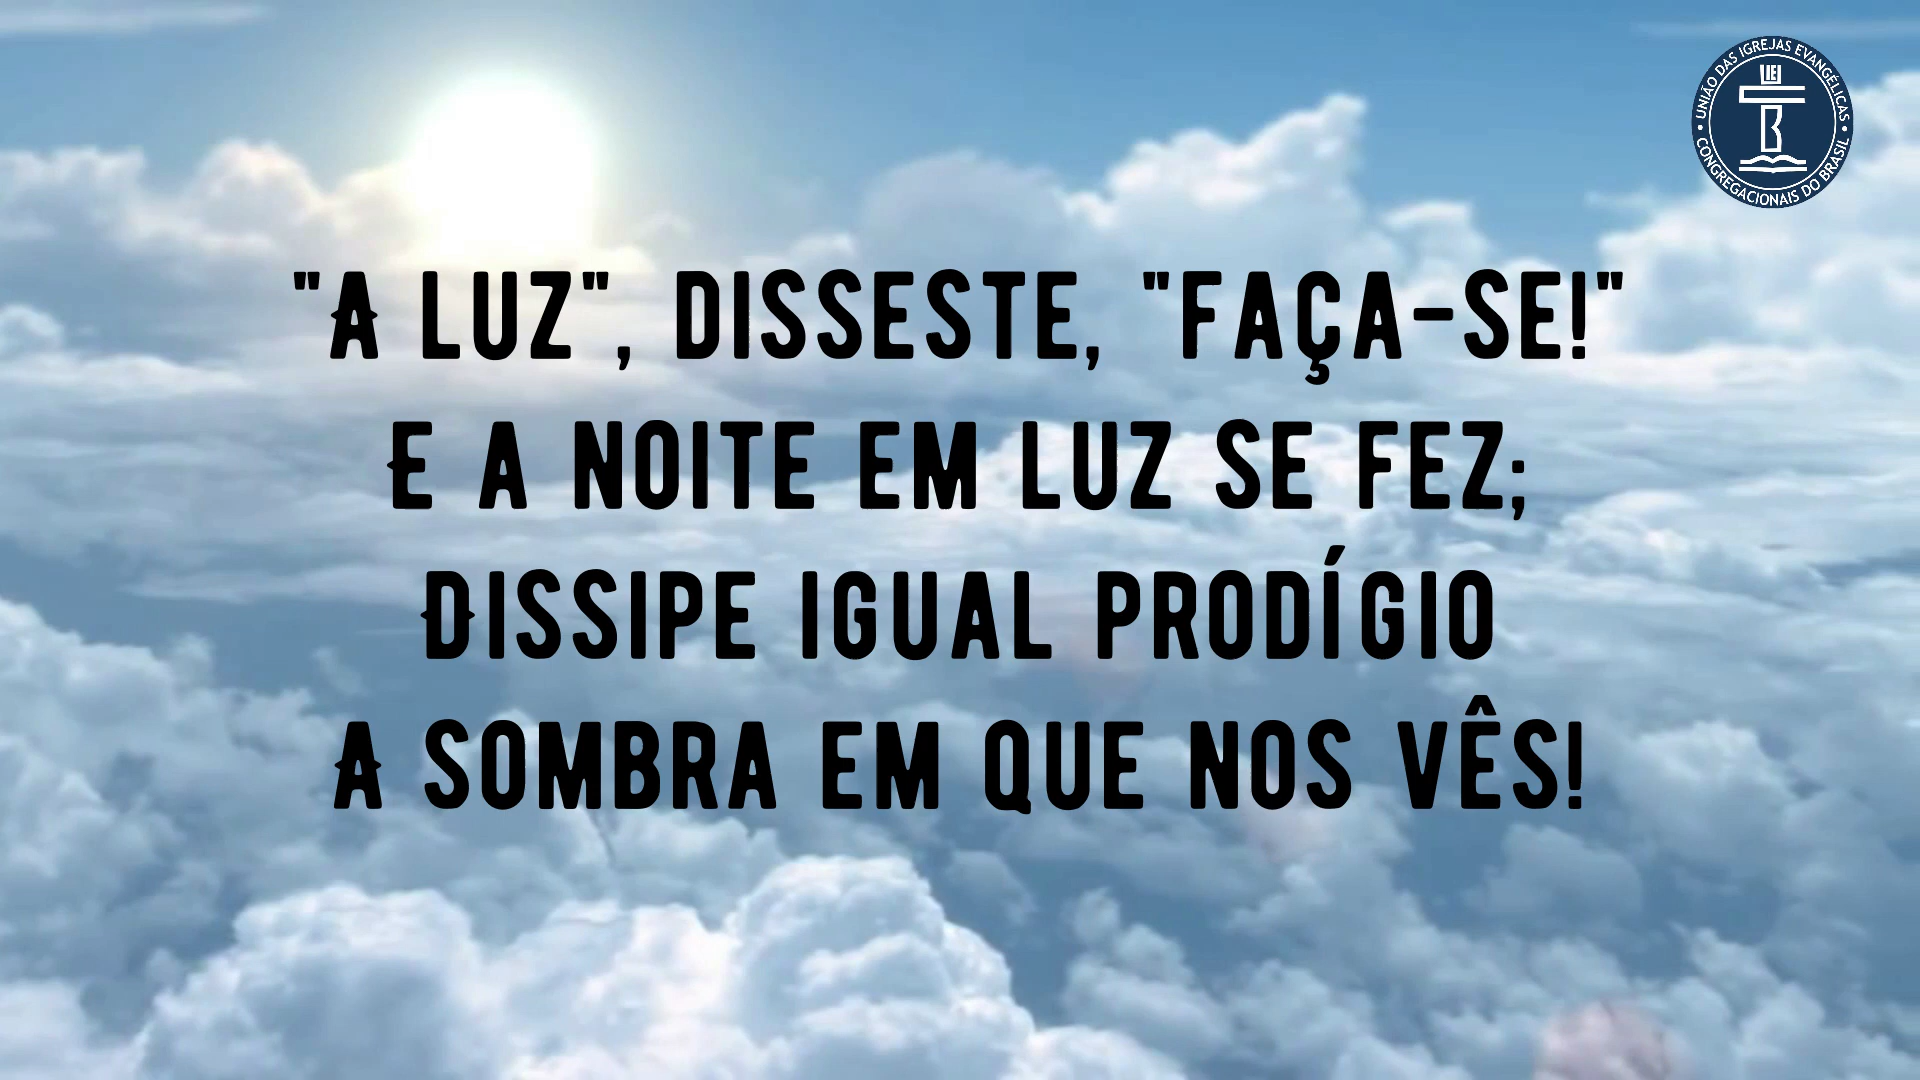 UNIÃO DAS IGREJAS EVANGÉLICAS
CONGREGACIONAIS DO BRASIL
"A LUZ", DISSESTE, "FAÇA-SE!"
E A NOITE EM LUZ SE FEZ;
DISSIPE IGUAL PRODÍGIO
A SOMBRA EM QUE NOS VÊS!